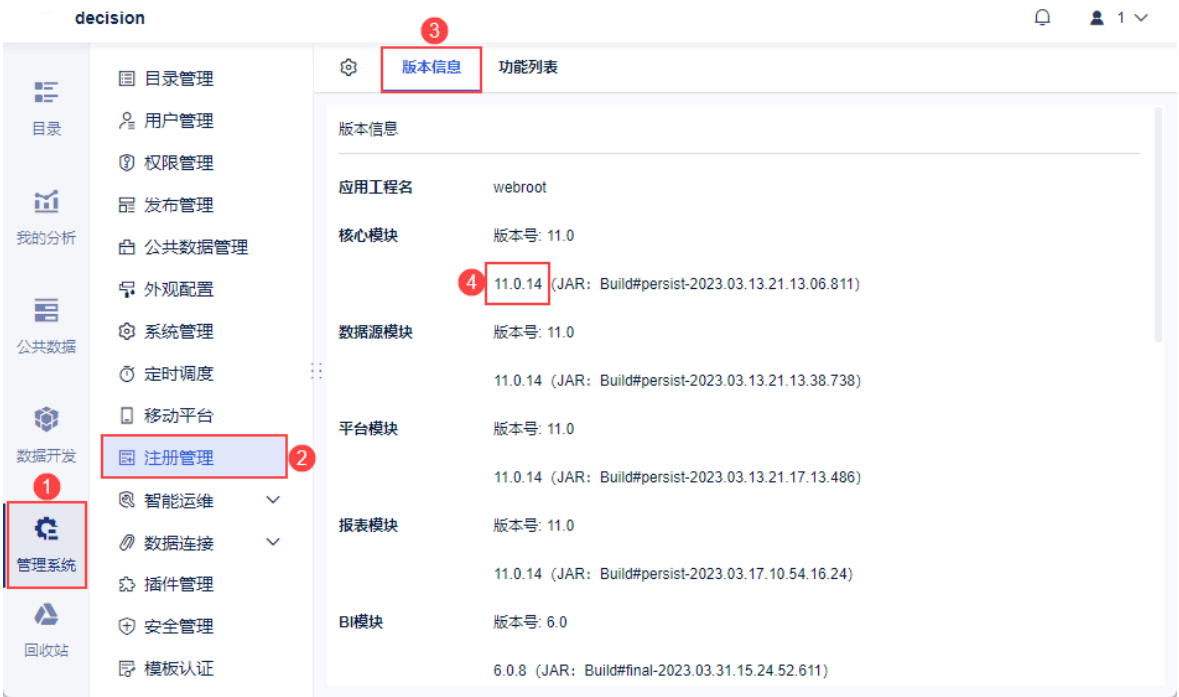 decision
1
3
版本信息
功能列表
目录
我的分析
公共数据
数据开发
1
管理系统
回收站
目录管理
用户管理
权限管理
发布管理
公共数据管理
外观配置
系统管理
定时调度
移动平台
注册管理
2
智能运维
数据连接
插件管理
安全管理
模板认证
版本信息
应用工程名 webroot
核心模块 版本号: 11.0
4 11.0.14 (JAR: Build#persist-2023.03.13.21.13.06.811)
数据源模块 版本号: 11.0
11.0.14 (JAR: Build#persist-2023.03.13.21.13.38.738)
平台模块 版本号: 11.0
11.0.14 (JAR: Build#persist-2023.03.13.21.17.13.486)
报表模块 版本号: 11.0
11.0.14 (JAR: Build#persist-2023.03.17.10.54.16.24)
BI模块 版本号: 6.0
6.0.8 (JAR: Build#final-2023.03.31.15.24.52.611)